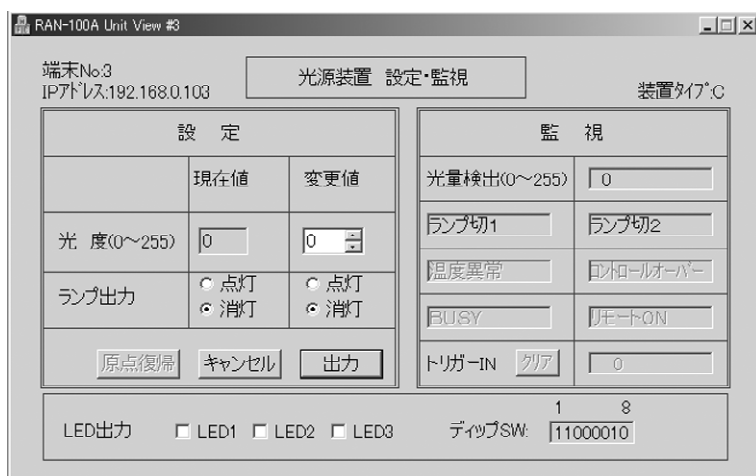 RAN-100A Unit View #3
端末No:3
IPアドレス:192.168.0.103
光源装置 設定・監視
装置タイプ:C
設 定
監 視
現在値 変更値
光量検出(0~255) 0
光 度(0~255) 0 0
ランプ切1 ランプ切2
温度異常 コントロールオーバー
ランプ出力 点灯 点灯
消灯 消灯
BUSY リモートON
原点復帰 キャンセル 出力
トリガーIN クリア 0
1 8
LED出力 LED1 LED2 LED3 ディップSW: 11000010